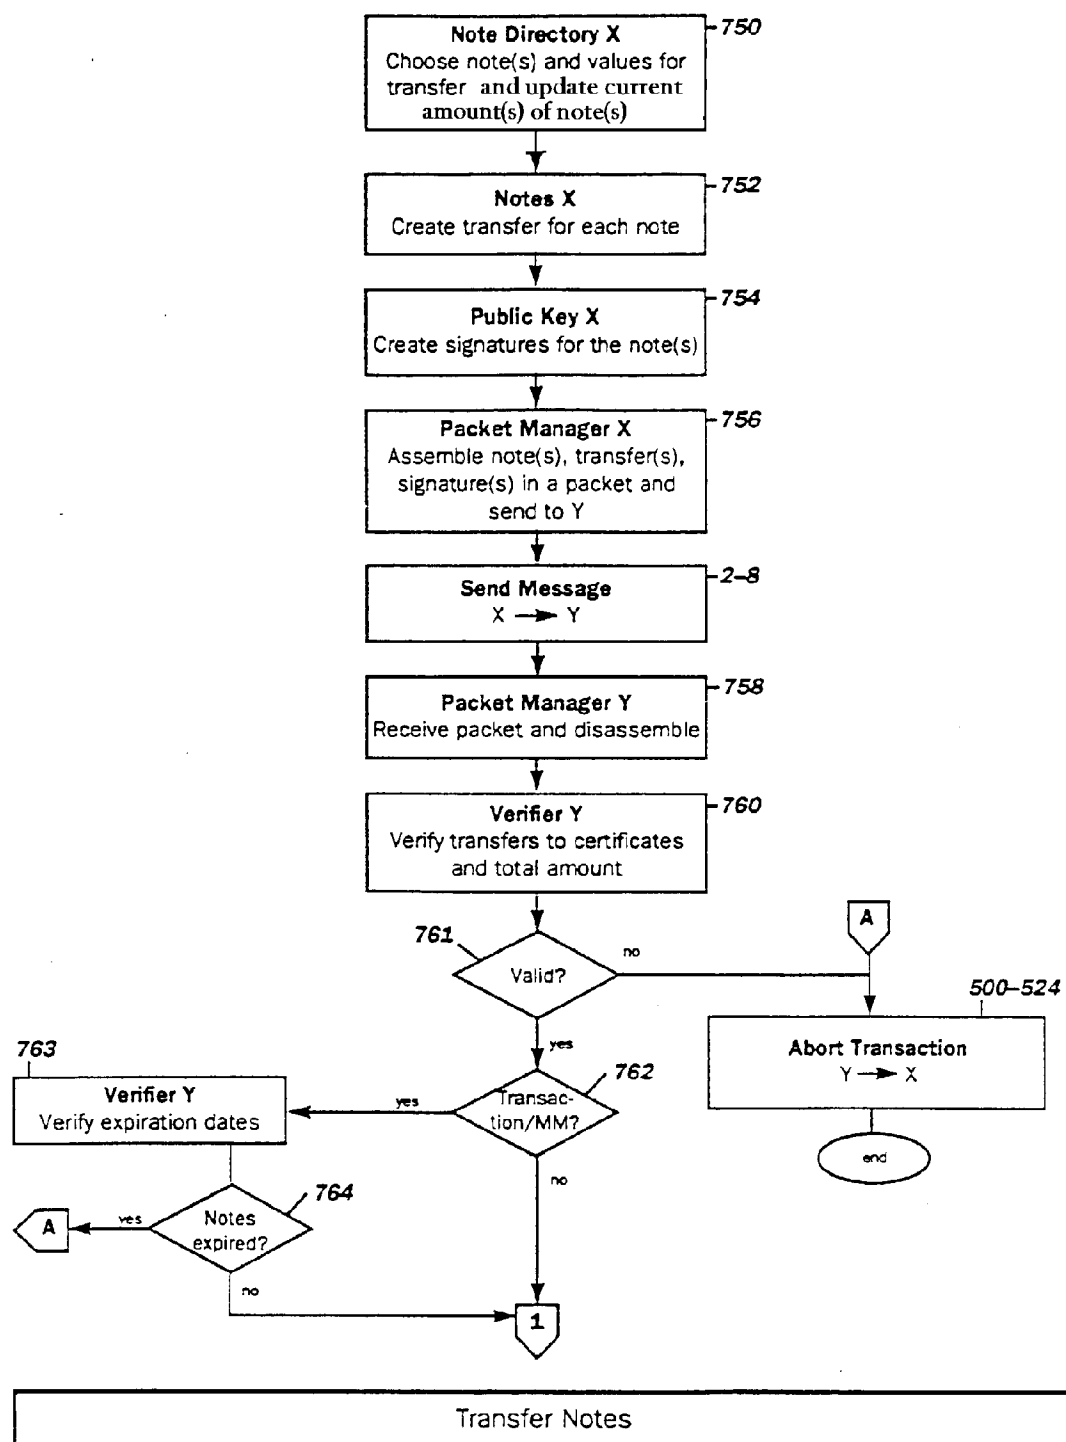 750
Note Directory X
Choose note(s) and values for
transfer and update current
amount(s) of note(s)
752
Notes X
Create transfer for each note
754
Public Key X
Create signatures for the note(s)
756
Packet Manager X
Assemble note(s), transfer(s),
signature(s) in a packet and
send to Y
2–8
Send Message
X → Y
758
Packet Manager Y
Receive packet and disassemble
760
Verifier Y
Verify transfers to certificates
and total amount
A
761
Valid?
no
yes
500–524
Abort Transaction
Y → X
end
762
Transac-
tion/MM?
yes
no
763
Verifier Y
Verify expiration dates
764
Notes
expired?
yes
A
no
1
Transfer Notes